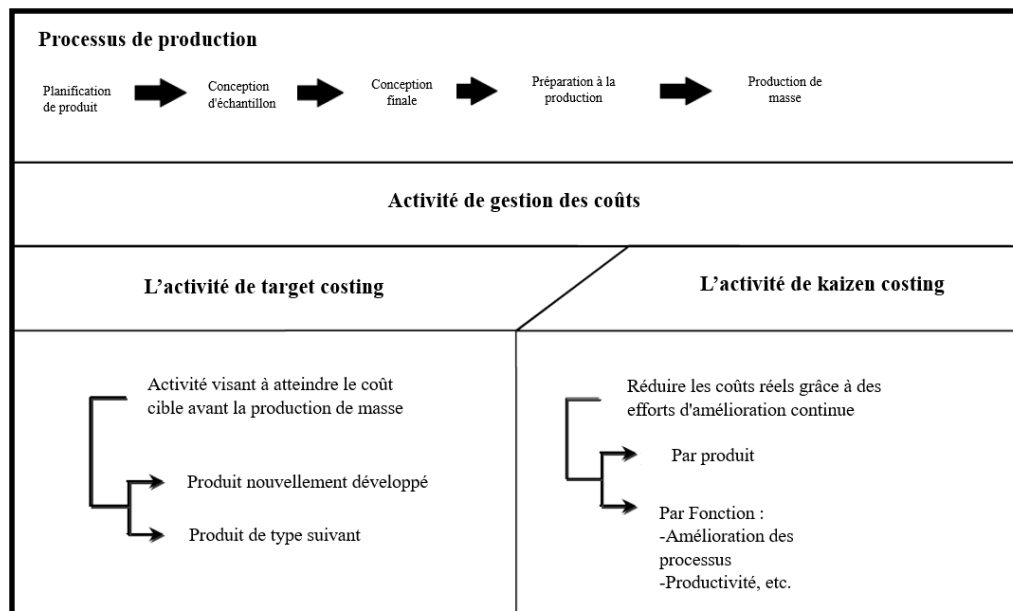 Processus de production
Planification
de produit
Conception
d'échantillon
Conception
finale
Préparation à la
production
Production de
masse
Activité de gestion des coûts
L'activité de target costing
L'activité de kaizen costing
Activité visant à atteindre le coût
cible avant la production de masse
Produit nouvellement développé
Produit de type suivant
Réduire les coûts réels grâce à des
efforts d'amélioration continue
Par produit
Par Fonction :
-Amélioration des
processus
-Productivité, etc.